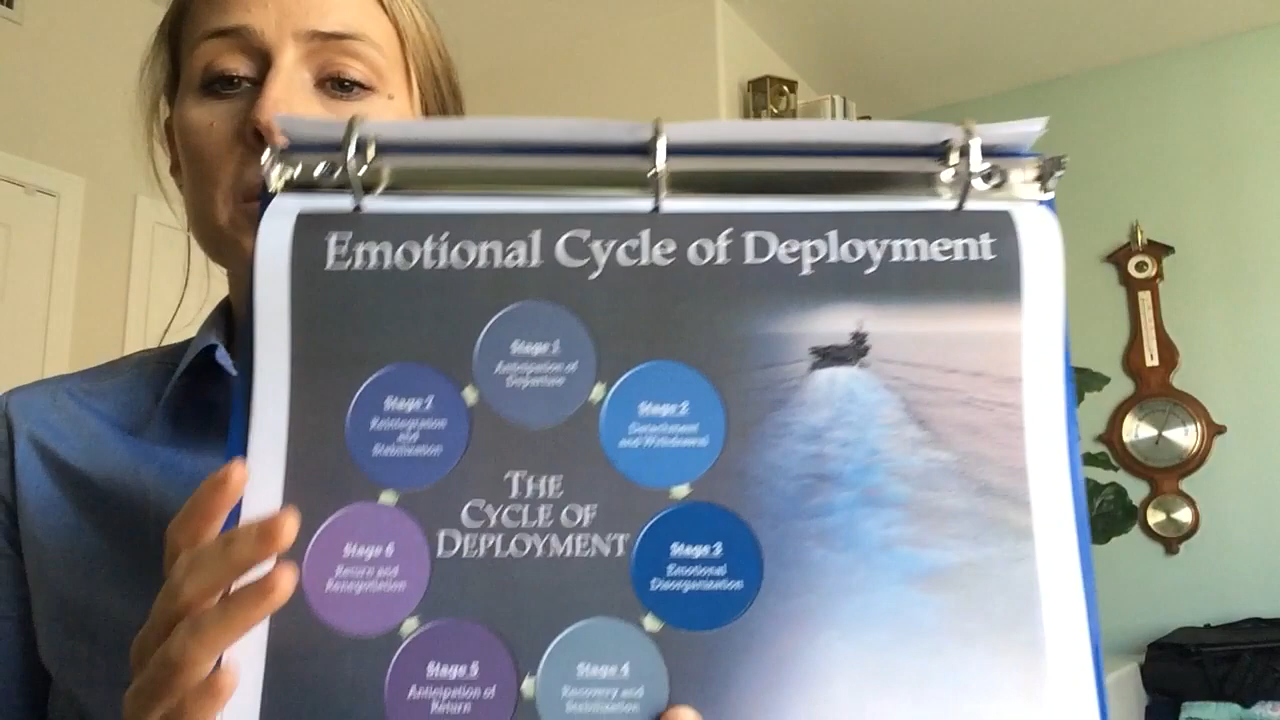 Emotional Cycle of Deployment
Stage 1
Anticipation of
Departure
Stage 2
Detachment
and Withdrawal
Stage 3
Emotional
Disorganization
Stage 4
Recovery and
Stabilization
Stage 5
Anticipation of
Return
Stage 6
Return and
Renegotiation
Stage 7
Reintegration
and
Stabilization
THE
CYCLE OF
DEPLOYMENT